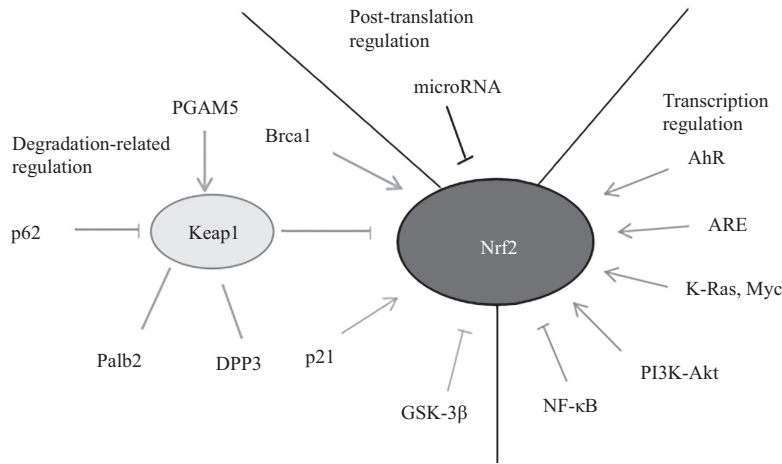 Post-translation
regulation
microRNA
PGAM5
Brca1
Degradation-related
regulation
p62
Keap1
Palb2
DPP3
p21
GSK-3β
Nrf2
Transcription
regulation
AhR
ARE
K-Ras, Myc
PI3K-Akt
NF-κB